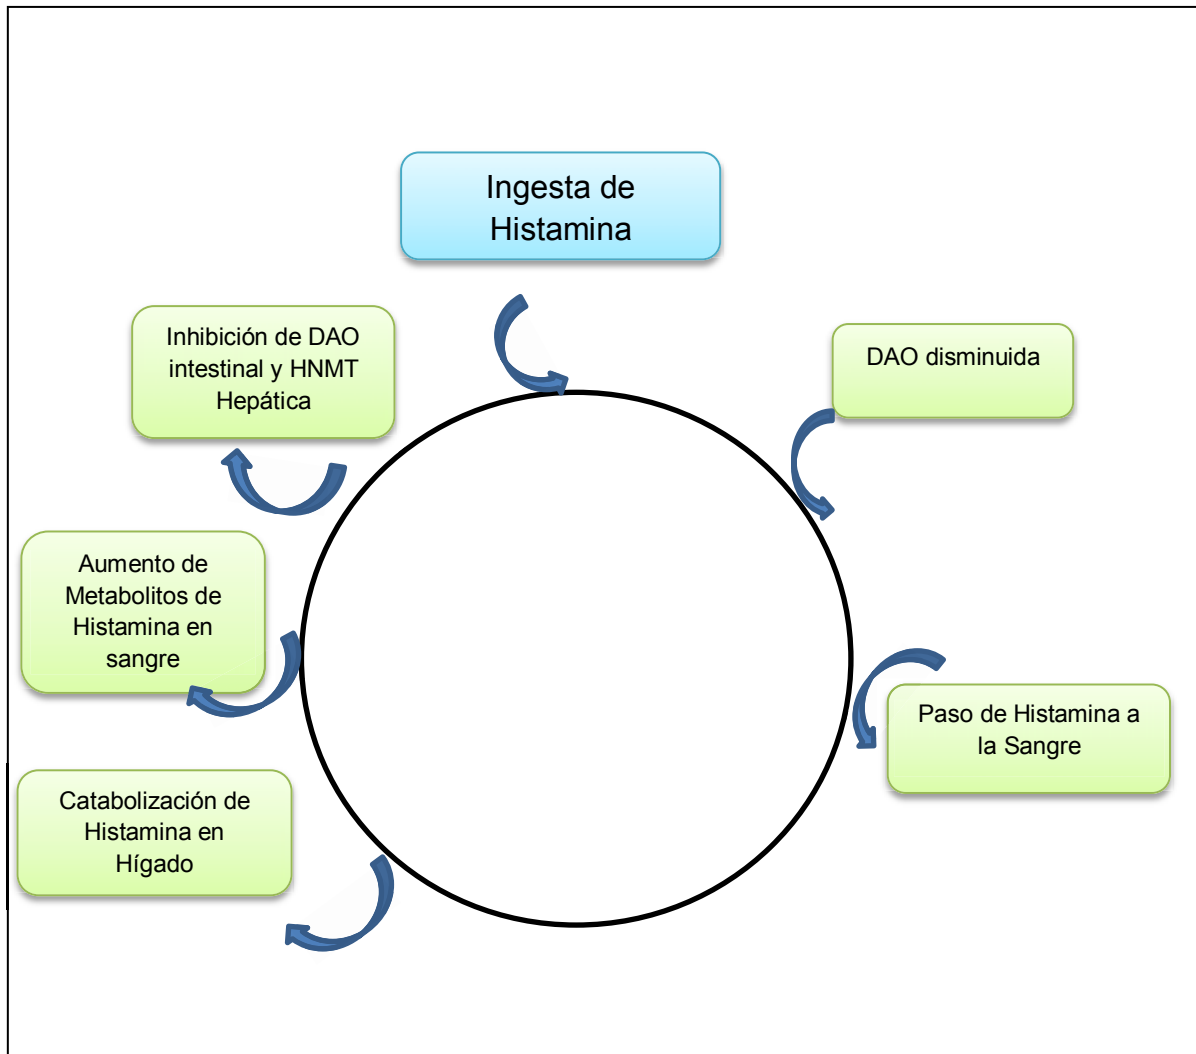 Ingesta de
Histamina
DAO disminuida
Paso de Histamina a
la Sangre
Catabolización de
Histamina en
Hígado
Aumento de
Metabolitos de
Histamina en
sangre
Inhibición de DAO
intestinal y HNMT
Hepática